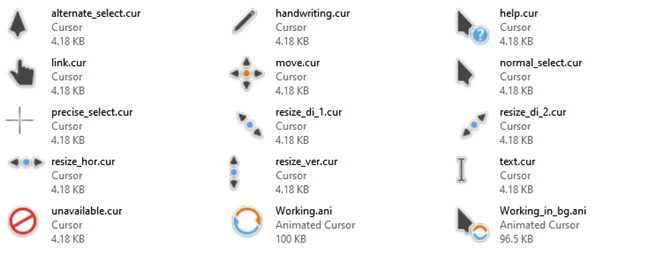 alternate_select.cur
Cursor
4.18 KB
handwriting.cur
Cursor
4.18 KB
help.cur
Cursor
4.18 KB
link.cur
Cursor
4.18 KB
move.cur
Cursor
4.18 KB
normal_select.cur
Cursor
4.18 KB
precise_select.cur
Cursor
4.18 KB
resize_di_1.cur
Cursor
4.18 KB
resize_di_2.cur
Cursor
4.18 KB
resize_hor.cur
Cursor
4.18 KB
resize_ver.cur
Cursor
4.18 KB
text.cur
Cursor
4.18 KB
unavailable.cur
Cursor
4.18 KB
Working.ani
Animated Cursor
100 KB
Working_in_bg.ani
Animated Cursor
96.5 KB